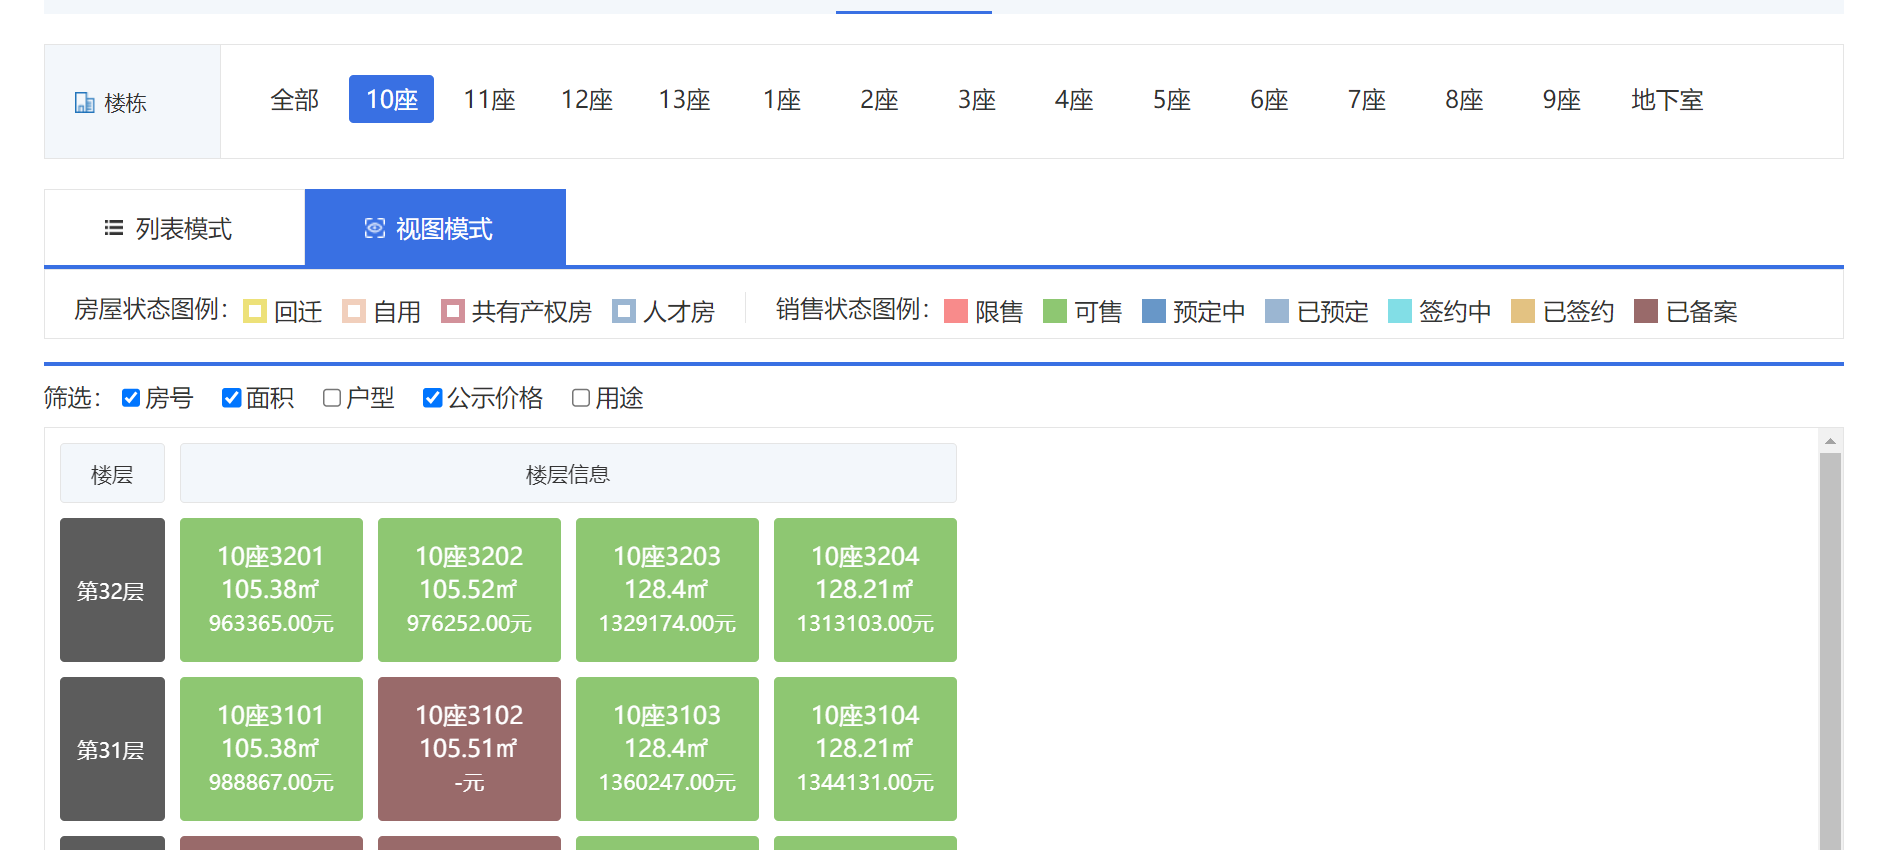 楼栋
全部 10座 11座 12座 13座 1座 2座 3座 4座 5座 6座 7座 8座 9座 地下室
列表模式 视图模式
房屋状态图例： 回迁 自用 共有产权房 人才房 销售状态图例： 限售 可售 预定中 已预定 签约中 已签约 已备案
筛选： 房号 面积 户型 公示价格 用途
楼层 楼层信息
第32层
10座3201 10座3202 10座3203 10座3204
105.38㎡ 105.52㎡ 128.4㎡ 128.21㎡
963365.00元 976252.00元 1329174.00元 1313103.00元
第31层
10座3101 10座3102 10座3103 10座3104
105.38㎡ 105.51㎡ 128.4㎡ 128.21㎡
988867.00元 -元 1360247.00元 1344131.00元